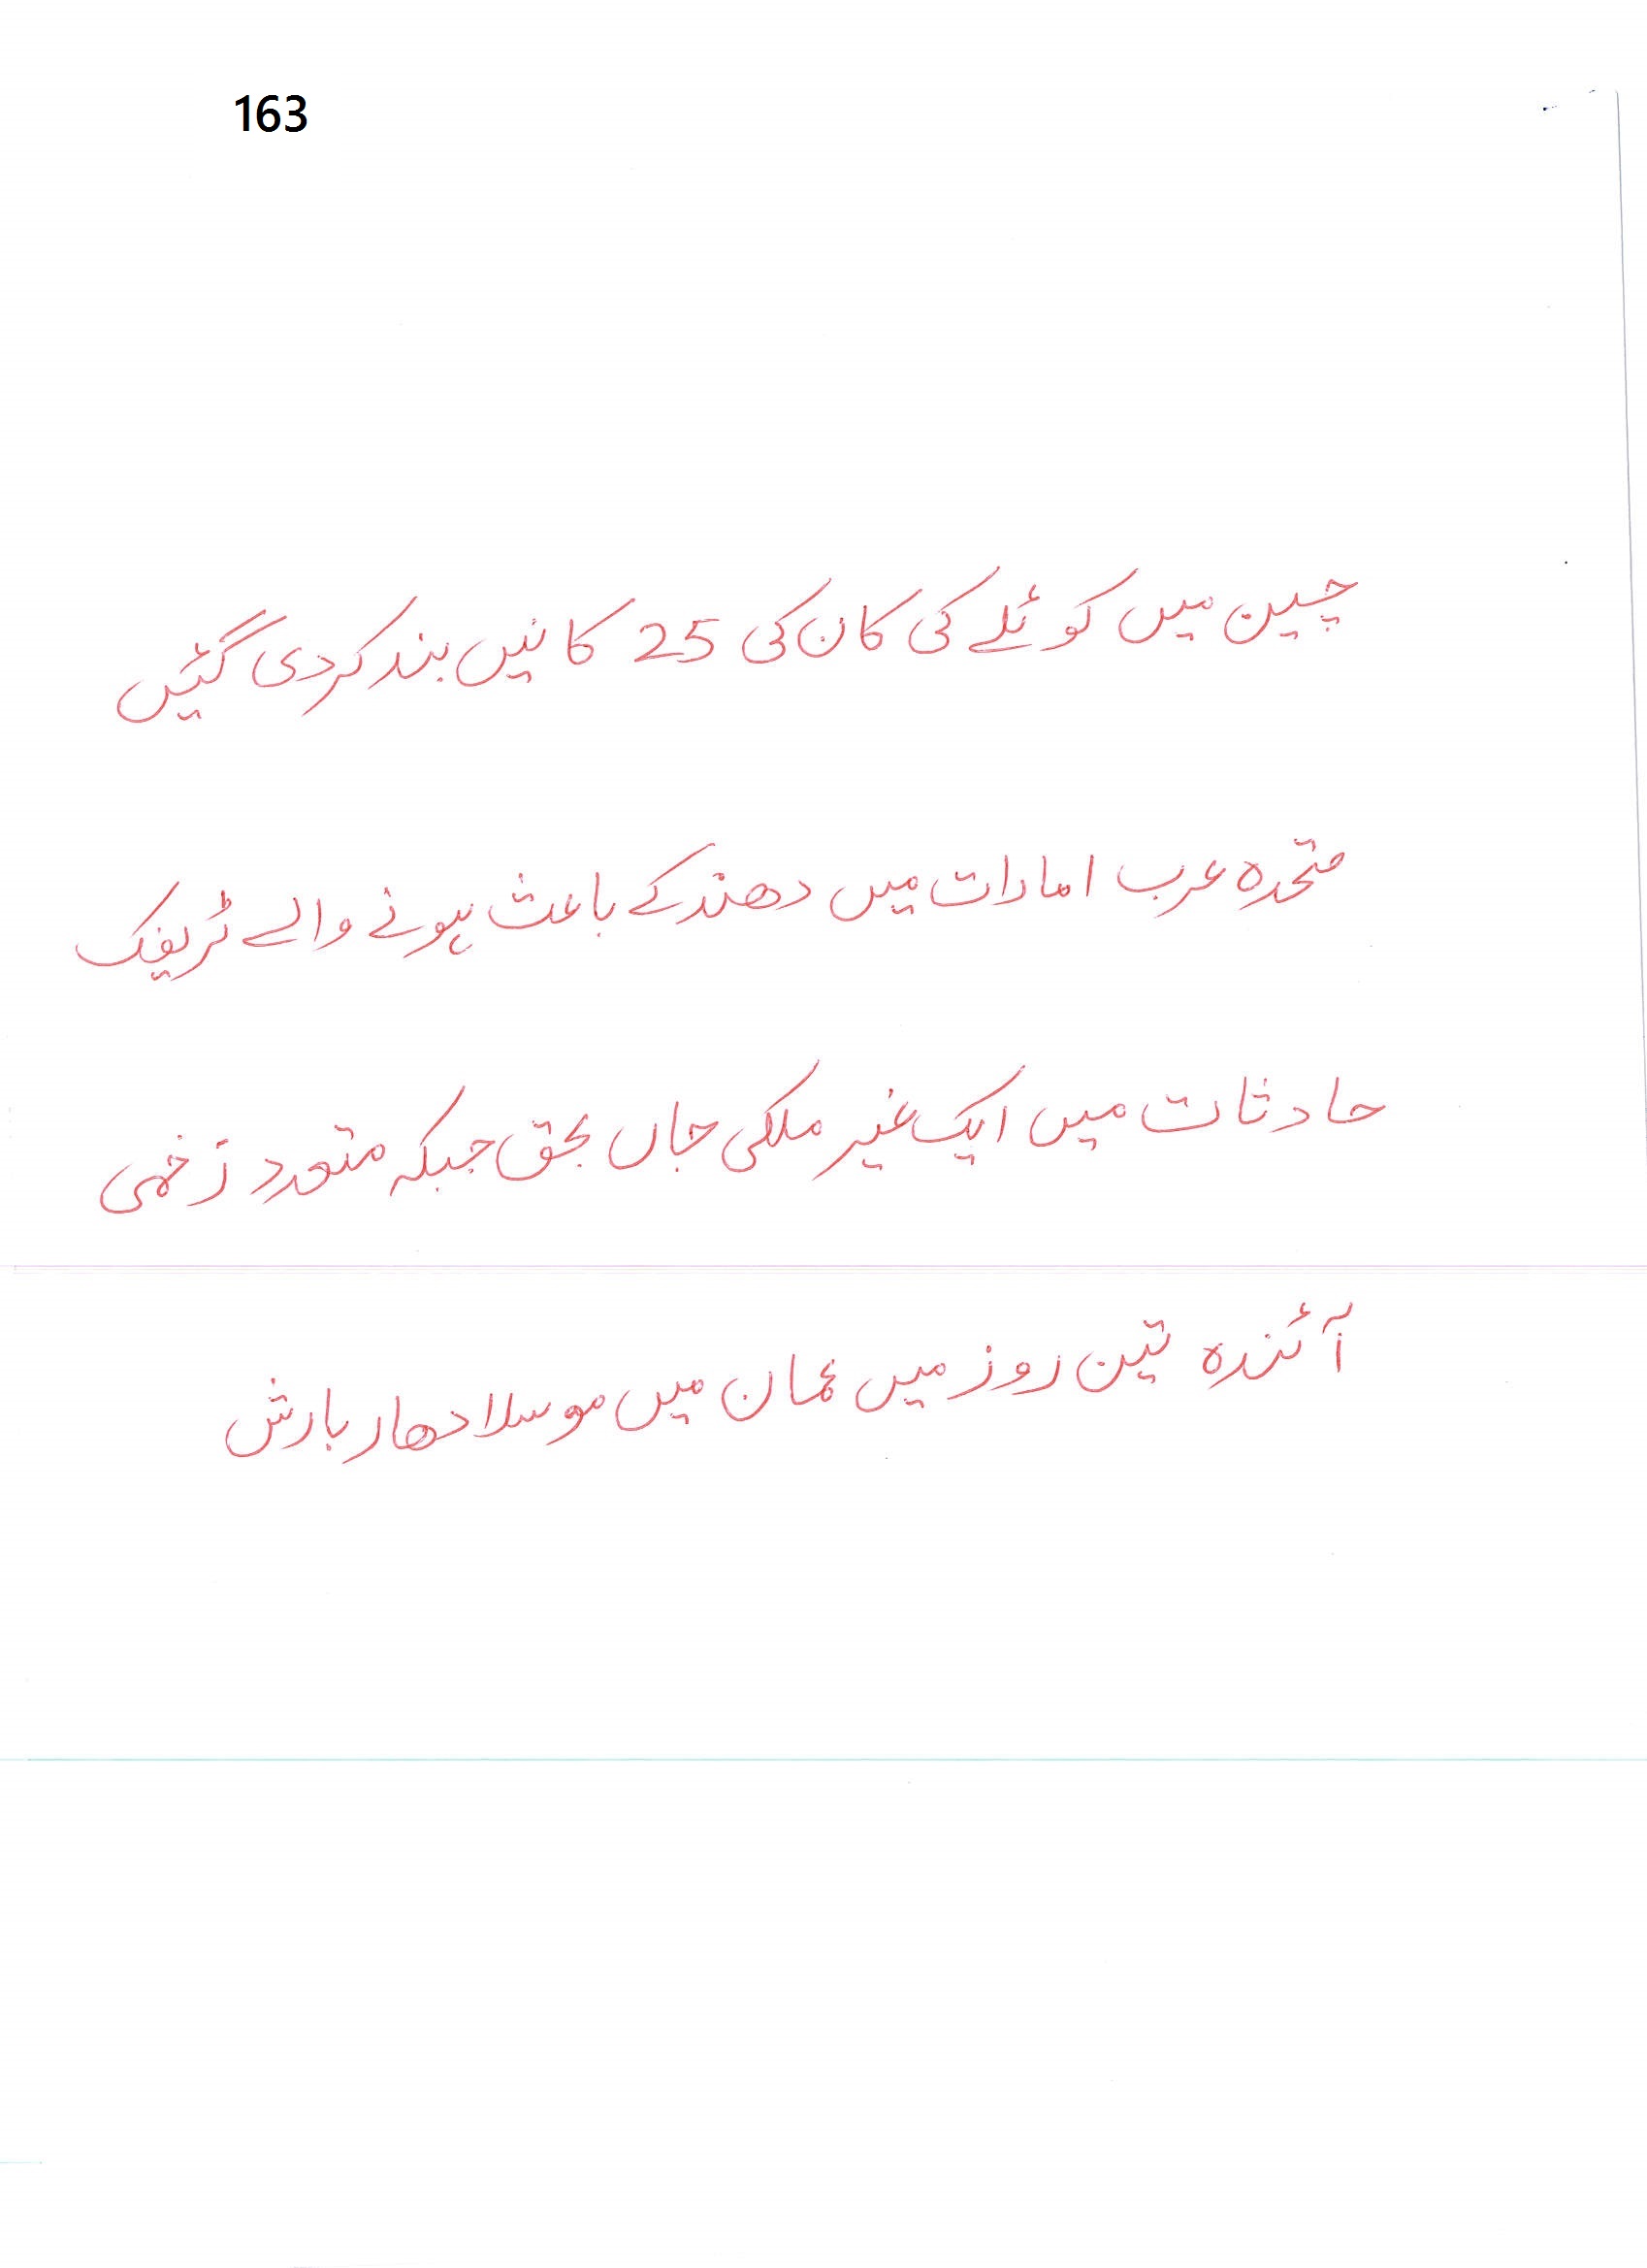 163
چین میں کوئلے کی کان کی 25 کانیں بند کردی گئیں
متحدہ عرب امارات میں دھند کے باعث ہونے والے ٹریفک
حادثات میں ایک غیر ملکی جاں بحق جبکہ متعدد زخمی
آئندہ تین روز میں عمان میں موسلادھار بارش